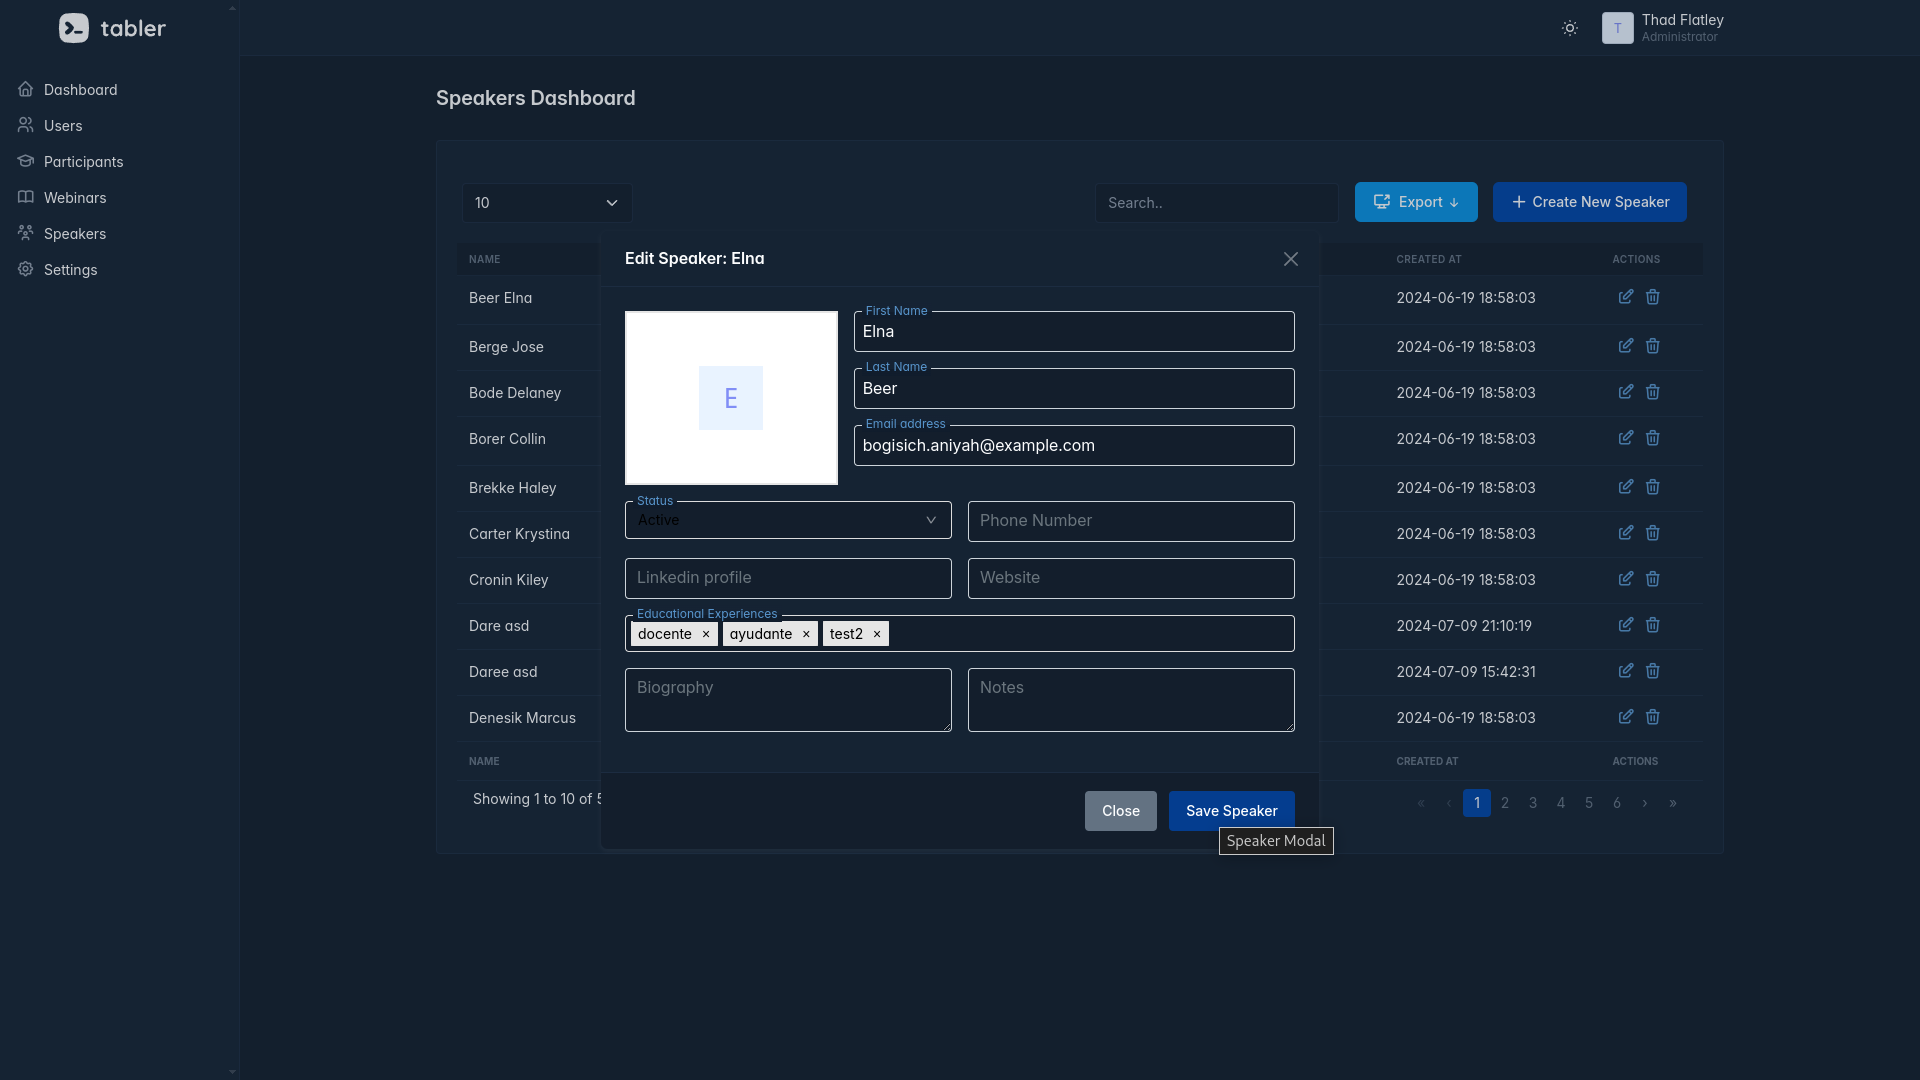 tabler
Thad Flatley
T
Administrator
Dashboard
Users
Participants
Webinars
Speakers
Settings
Speakers Dashboard
10
Search..
Export ↓
+ Create New Speaker
NAME
CREATED AT
ACTIONS
Edit Speaker: Elna
Beer Elna
2024-06-19 18:58:03
Berge Jose
2024-06-19 18:58:03
Bode Delaney
2024-06-19 18:58:03
Borer Collin
2024-06-19 18:58:03
Brekke Haley
2024-06-19 18:58:03
Carter Krystina
2024-06-19 18:58:03
Cronin Kiley
2024-06-19 18:58:03
Dare asd
2024-07-09 21:10:19
Daree asd
2024-07-09 15:42:31
Denesik Marcus
2024-06-19 18:58:03
NAME
CREATED AT
ACTIONS
Showing 1 to 10 of
« ‹ 1 2 3 4 5 6 › »
E
First Name
Elna
Last Name
Beer
Email address
bogisich.aniyah@example.com
Status
Active
Phone Number
Linkedin profile
Website
Educational Experiences
docente × ayudante × test2 ×
Biography
Notes
Close
Save Speaker
Speaker Modal